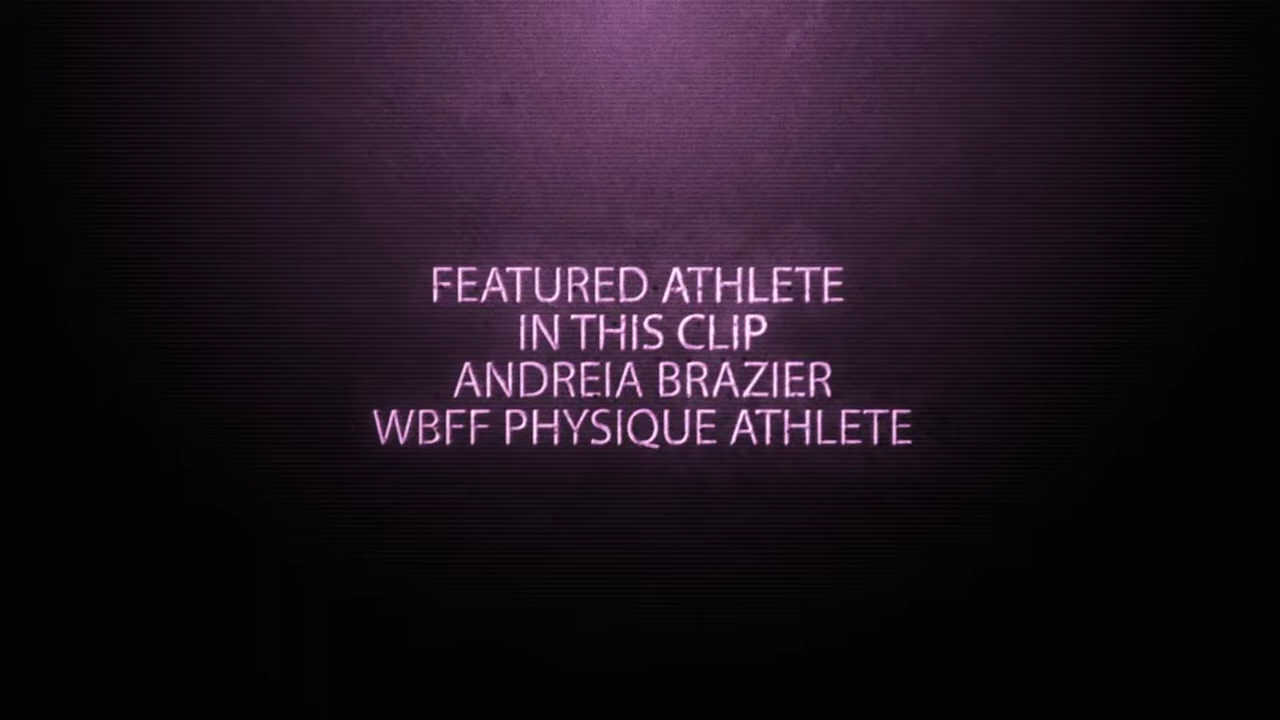 FEATURED ATHLETE
IN THIS CLIP
ANDREIA BRAZIER
WBFF PHYSIQUE ATHLETE